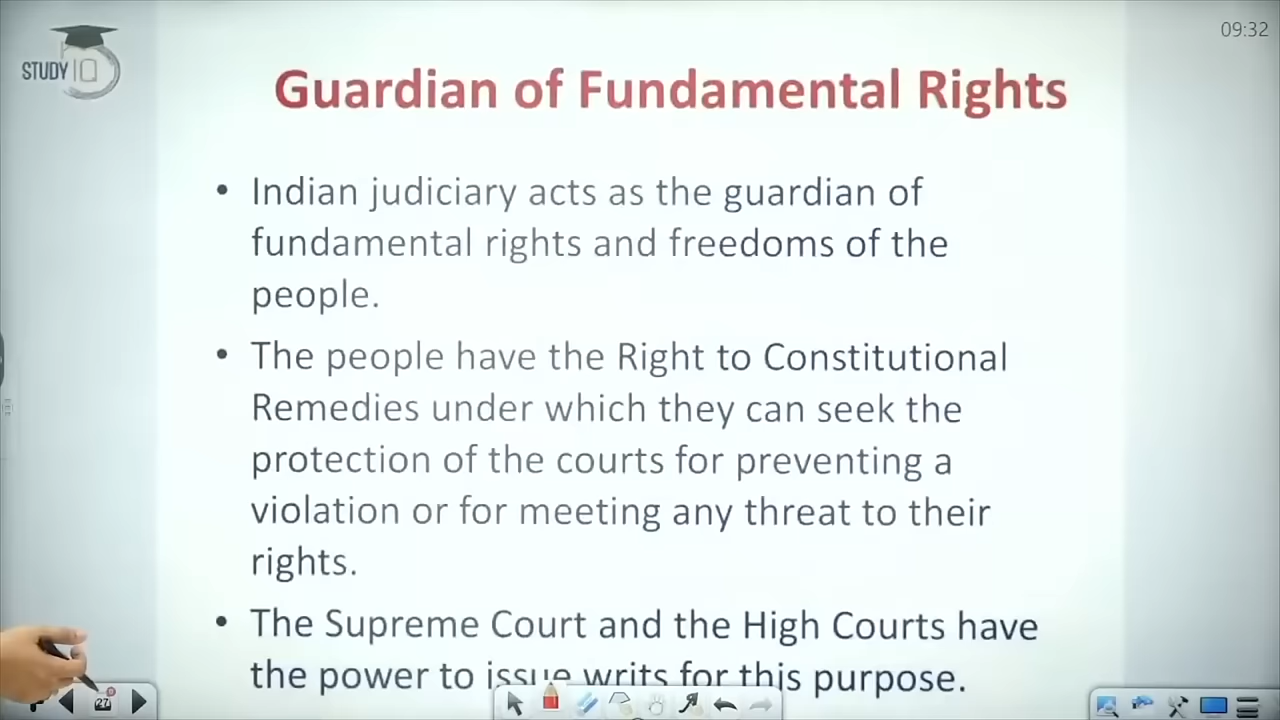 STUDY IQ
09:32
Guardian of Fundamental Rights
• Indian judiciary acts as the guardian of
fundamental rights and freedoms of the
people.
• The people have the Right to Constitutional
Remedies under which they can seek the
protection of the courts for preventing a
violation or for meeting any threat to their
rights.
• The Supreme Court and the High Courts have
the power to issue writs for this purpose.
27